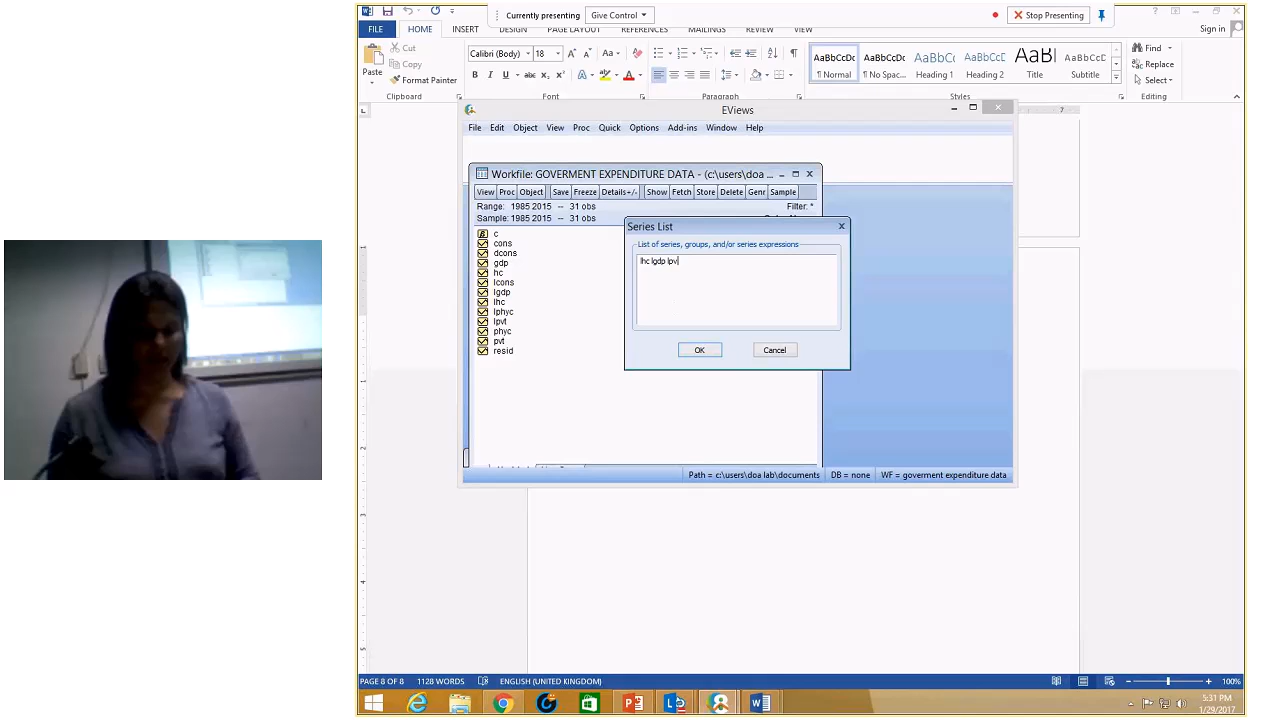 Currently presenting Give Control Stop Presenting
Sign in
FILE HOME INSERT DESIGN PAGE LAYOUT REFERENCES MAILINGS REVIEW VIEW
Cut
Copy
Paste
Format Painter
Calibri (Body) 18
AaBbCcDc AaBbCcDc AaBbCc AaBbCcD AaBl AaBbCcC
¶ Normal ¶ No Spac... Heading 1 Heading 2 Title Subtitle
Find
Replace
Select
Clipboard Font Paragraph Styles Editing
EViews
File Edit Object View Proc Quick Options Add-ins Window Help
Workfile: GOVERMENT EXPENDITURE DATA - (c:\users\doa ...
View Proc Object Save Freeze Details+/- Show Fetch Store Delete Genr Sample
Range: 1985 2015 -- 31 obs Filter: *
Sample: 1985 2015 -- 31 obs
c
cons
dcons
gdp
hc
lcons
lgdp
lhc
lphyc
lpvt
phyc
pvt
resid
Series List
List of series, groups, and/or series expressions
lhc lgdp lpv
OK Cancel
Path = c:\users\doa lab\documents DB = none WF = goverment expenditure data
PAGE 8 OF 8 1128 WORDS ENGLISH (UNITED KINGDOM) 100%
5:31 PM
1/29/2017